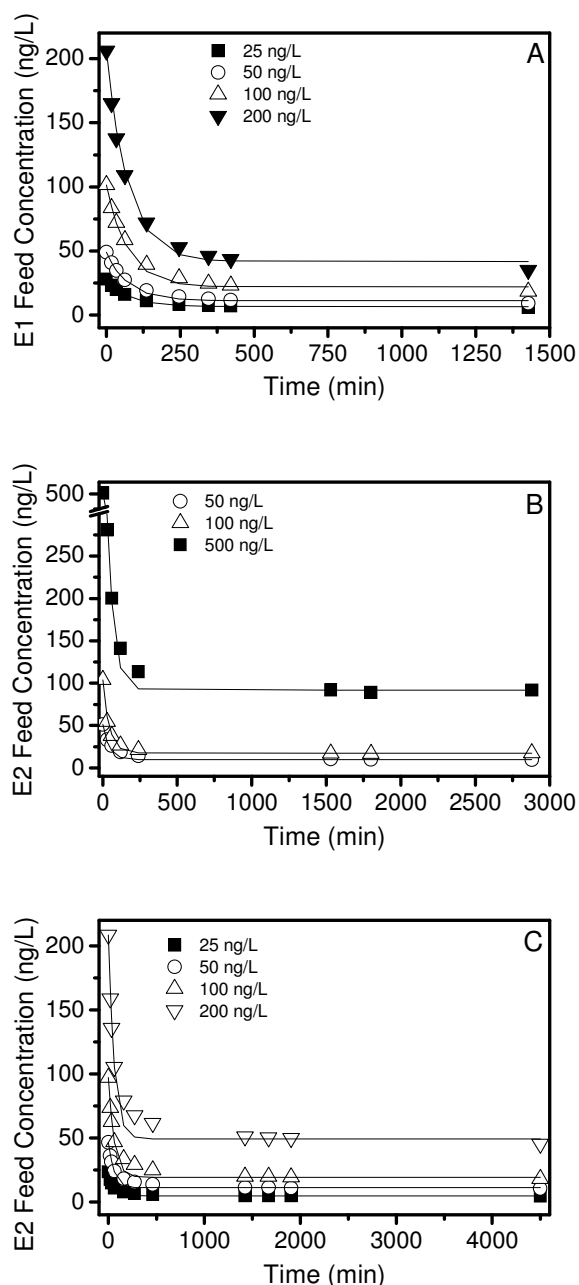 A
E1 Feed Concentration (ng/L)
200
150
100
50
0
25 ng/L
50 ng/L
100 ng/L
200 ng/L
0 250 500 750 1000 1250 1500
Time (min)
B
E2 Feed Concentration (ng/L)
500
250
200
150
100
50
0
50 ng/L
100 ng/L
500 ng/L
0 500 1000 1500 2000 2500 3000
Time (min)
C
E2 Feed Concentration (ng/L)
200
150
100
50
0
25 ng/L
50 ng/L
100 ng/L
200 ng/L
0 1000 2000 3000 4000
Time (min)